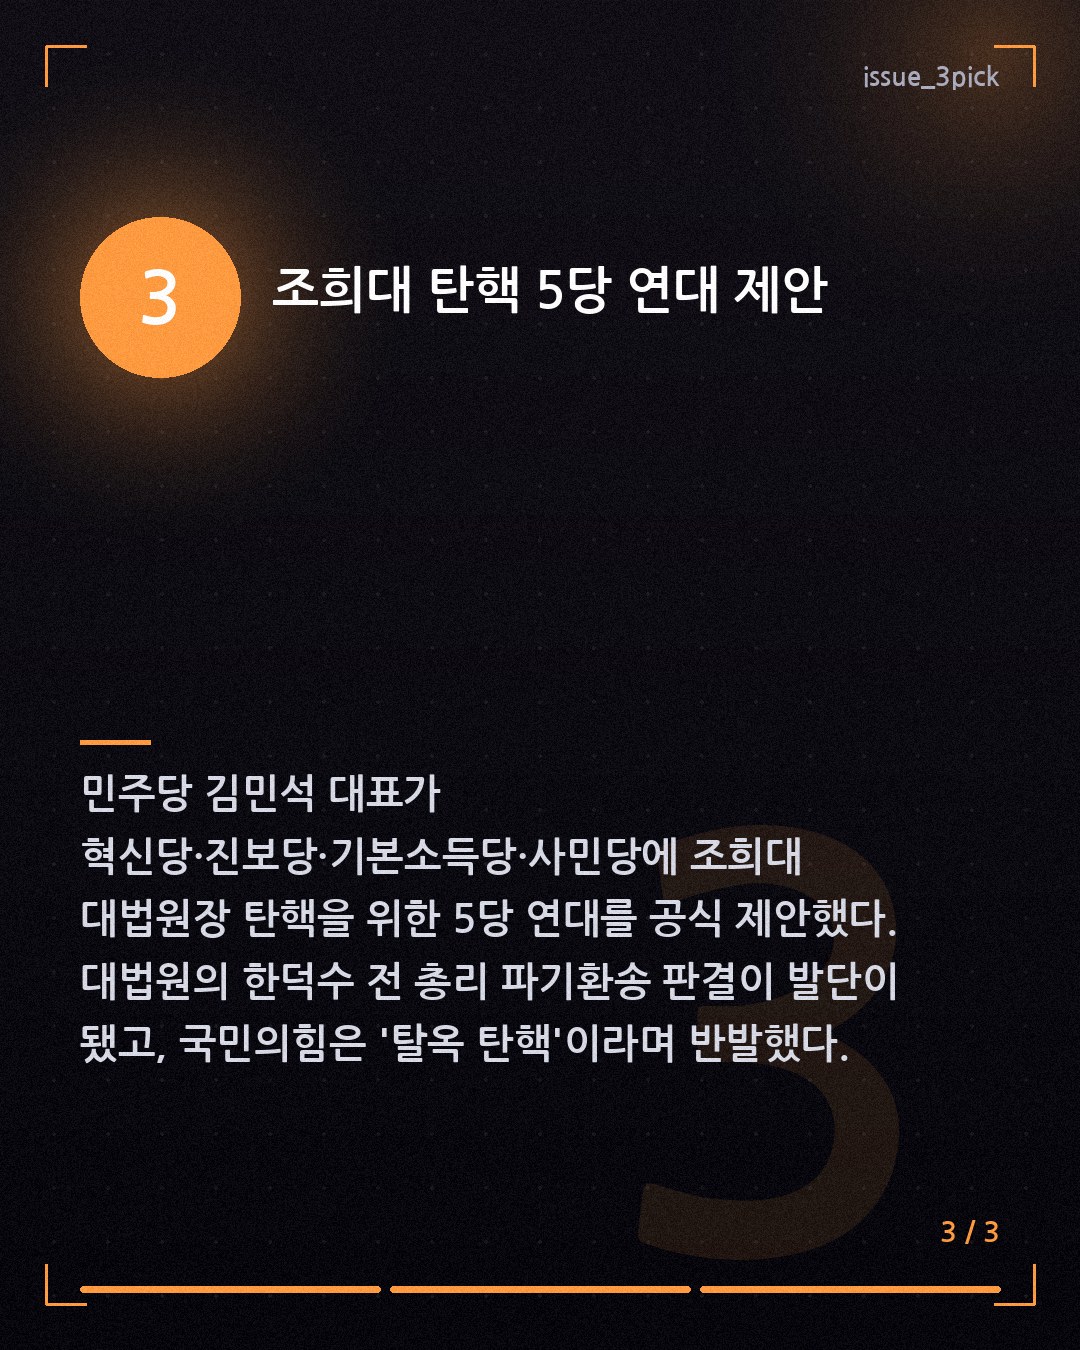 issue_3pick
3
조희대 탄핵 5당 연대 제안
민주당 김민석 대표가
혁신당·진보당·기본소득당·사민당에 조희대
대법원장 탄핵을 위한 5당 연대를 공식 제안했다.
대법원의 한덕수 전 총리 파기환송 판결이 발단이
됐고, 국민의힘은 '탈옥 탄핵'이라며 반발했다.
3
3 / 3